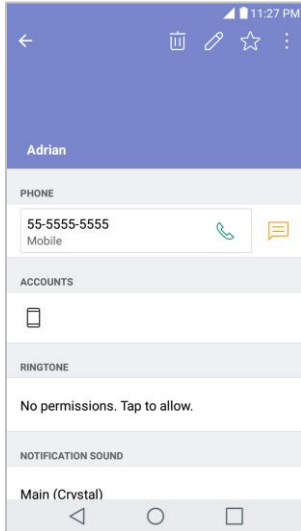 11:27 PM
Adrian
PHONE
55-5555-5555
Mobile
ACCOUNTS
RINGTONE
No permissions. Tap to allow.
NOTIFICATION SOUND
Main (Crystal)